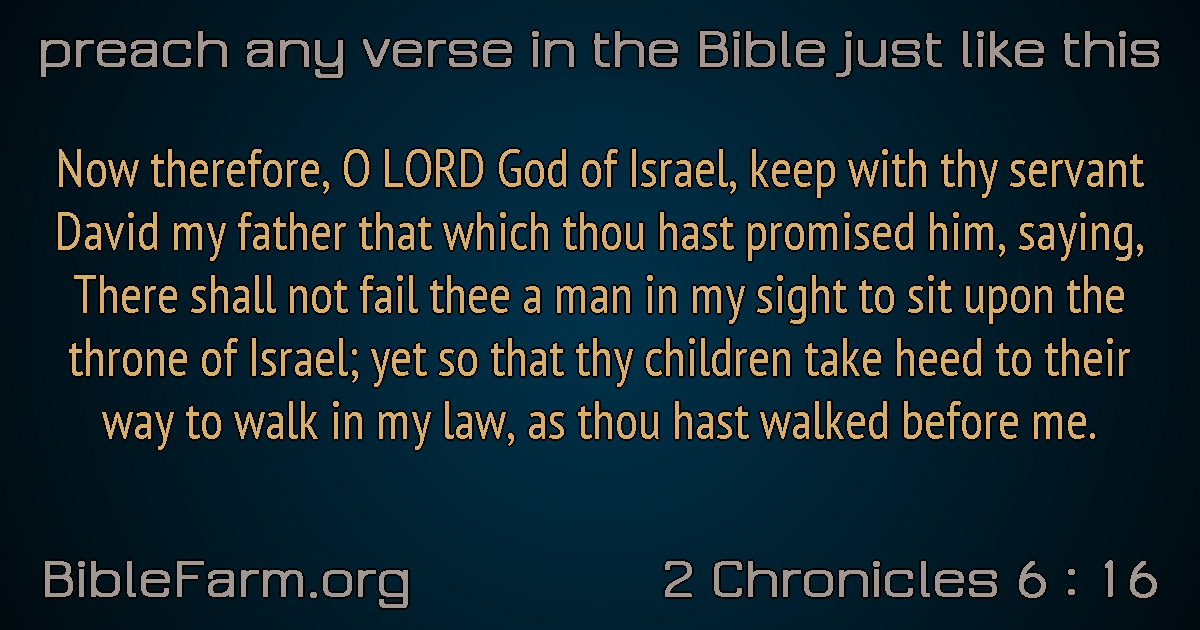 preach any verse in the Bible just like this
Now therefore, O LORD God of Israel, keep with thy servant
David my father that which thou hast promised him, saying,
There shall not fail thee a man in my sight to sit upon the
throne of Israel; yet so that thy children take heed to their
way to walk in my law, as thou hast walked before me.
BibleFarm.org
2 Chronicles 6 : 16